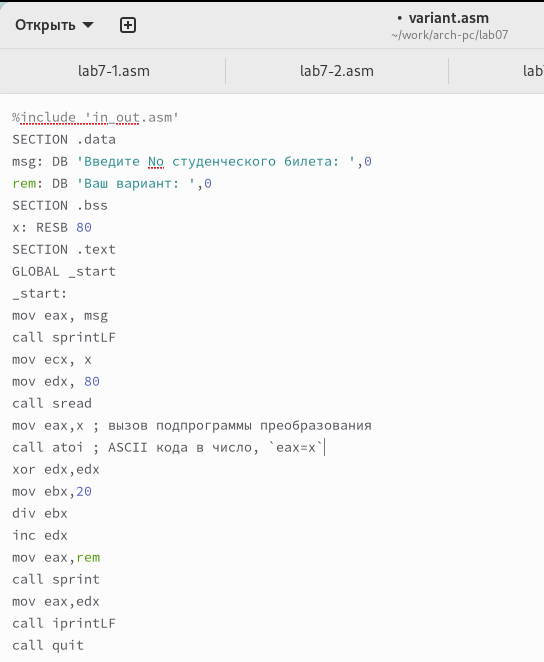 Открыть
• variant.asm
~/work/arch-pc/lab07
lab7-1.asm
lab7-2.asm
lab7
%include 'in_out.asm'
SECTION .data
msg: DB 'Введите No студенческого билета: ',0
rem: DB 'Ваш вариант: ',0
SECTION .bss
x: RESB 80
SECTION .text
GLOBAL _start
_start:
mov eax, msg
call sprintLF
mov ecx, x
mov edx, 80
call sread
mov eax,x ; вызов подпрограммы преобразования
call atoi ; ASCII кода в число, `eax=x`
xor edx,edx
mov ebx,20
div ebx
inc edx
mov eax,rem
call sprint
mov eax,edx
call iprintLF
call quit